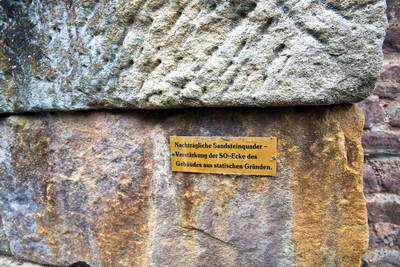 Nachträgliche Sandsteinquader –
Verstärkung der SO-Ecke des
Gebäudes aus statischen Gründen.